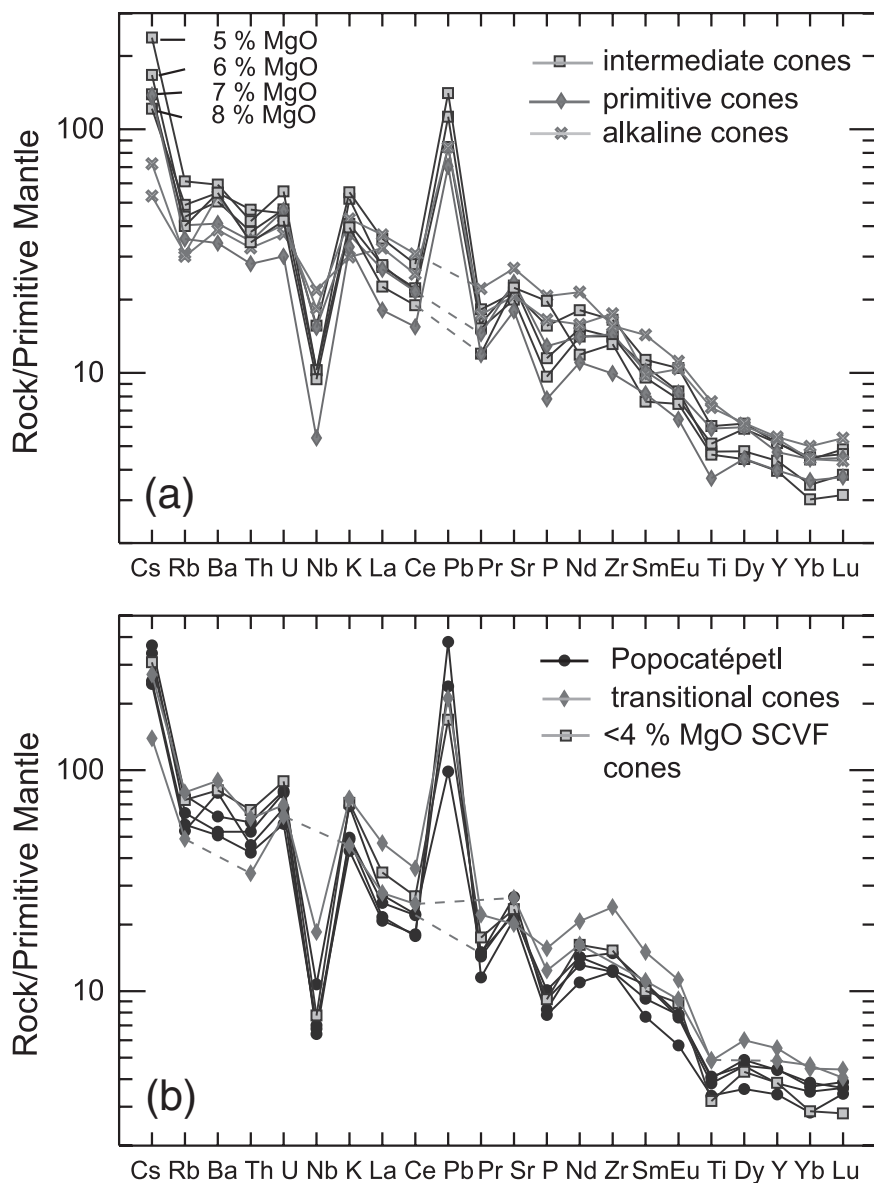 5 % MgO
6 % MgO
7 % MgO
8 % MgO
intermediate cones
primitive cones
alkaline cones
100
10
Rock/Primitive Mantle
(a)
Cs Rb Ba Th U Nb K La Ce Pb Pr Sr P Nd Zr Sm Eu Ti Dy Y Yb Lu
Popocatépetl
transitional cones
<4 % MgO SCVF
cones
100
10
Rock/Primitive Mantle
(b)
Cs Rb Ba Th U Nb K La Ce Pb Pr Sr P Nd Zr Sm Eu Ti Dy Y Yb Lu